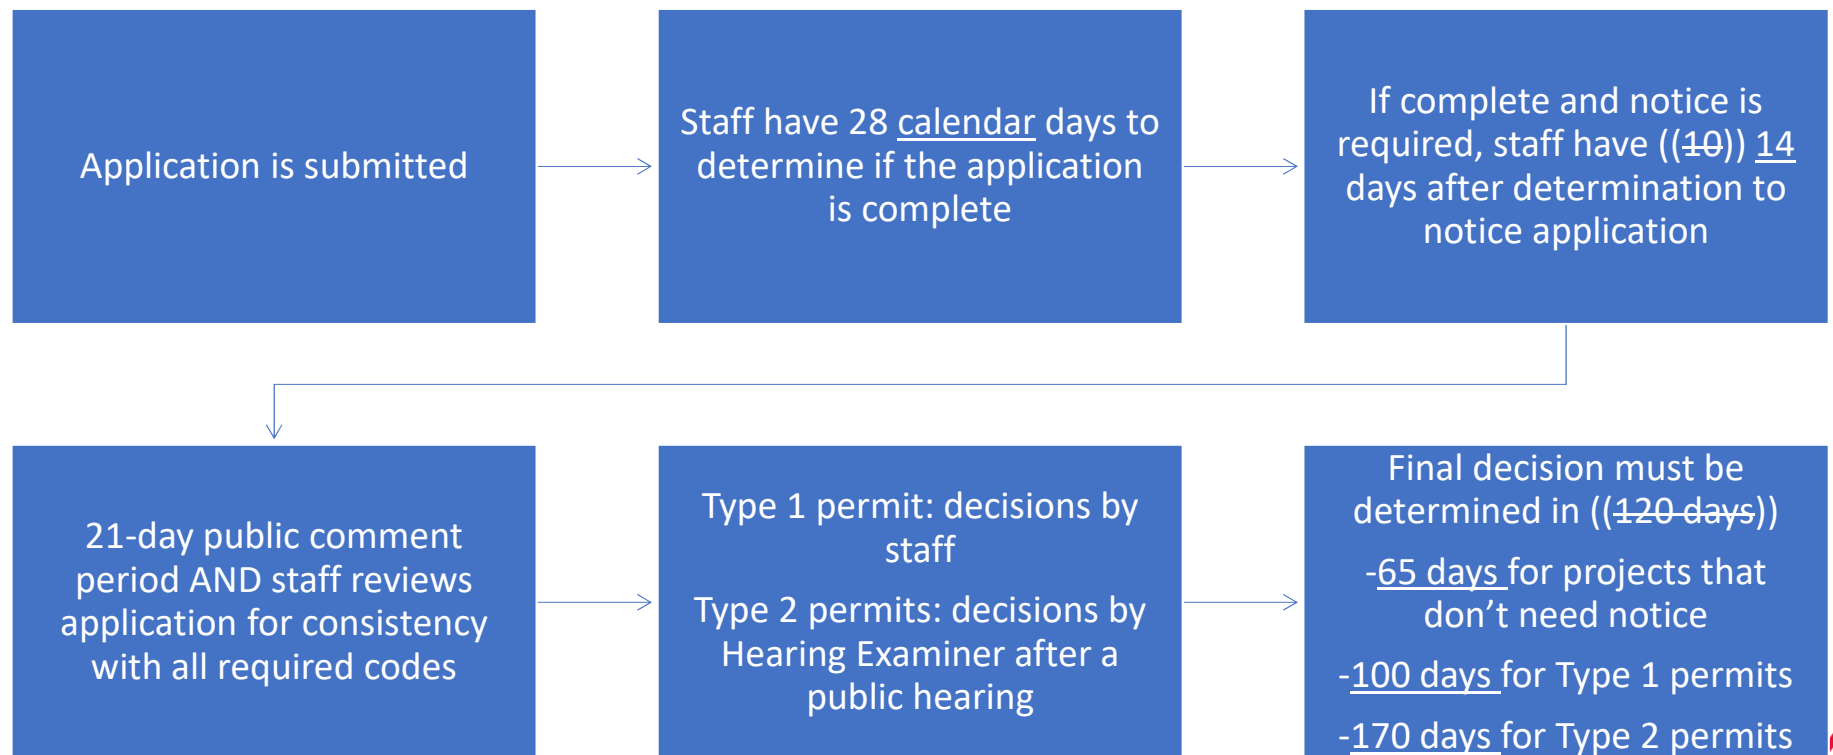 Application is submitted
Staff have 28 calendar days to
determine if the application
is complete
If complete and notice is
required, staff have ((10)) 14
days after determination to
notice application
21-day public comment
period AND staff reviews
application for consistency
with all required codes
Type 1 permit: decisions by
staff
Type 2 permits: decisions by
Hearing Examiner after a
public hearing
Final decision must be
determined in ((120 days))
-65 days for projects that
don’t need notice
-100 days for Type 1 permits
-170 days for Type 2 permits